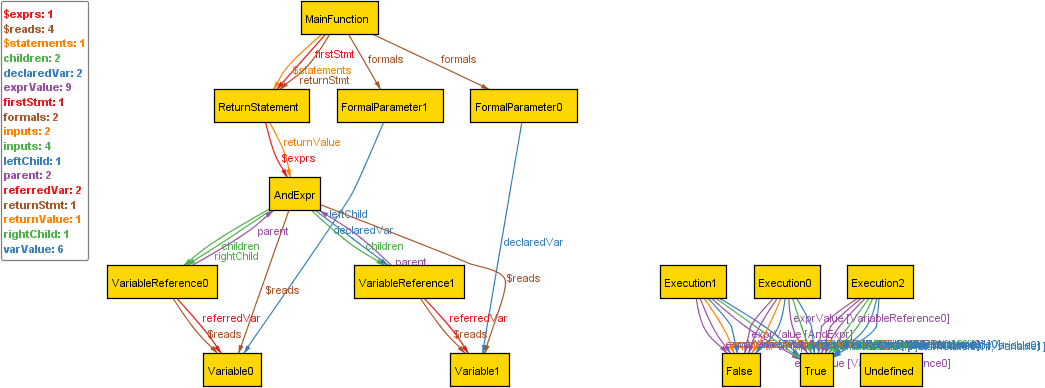 $exprs: 1
$reads: 4
$statements: 1
children: 2
declaredVar: 2
exprValue: 9
firstStmt: 1
formals: 2
inputs: 2
inputs: 4
leftChild: 1
parent: 2
referredVar: 2
returnStmt: 1
returnValue: 1
rightChild: 1
varValue: 6
MainFunction
firstStmt
formals
formals
$statements
returnStmt
ReturnStatement
FormalParameter1
FormalParameter0
returnValue
$exprs
AndExpr
leftChild
parent
declaredVar
declaredVar
children
rightChild
children
parent
$reads
$reads
VariableReference0
VariableReference1
Execution1
Execution0
Execution2
referredVar
referredVar
$reads
$reads
exprValue [VariableReference0]
exprValue [AndExpr]
Variable0
Variable1
False
True
Undefined